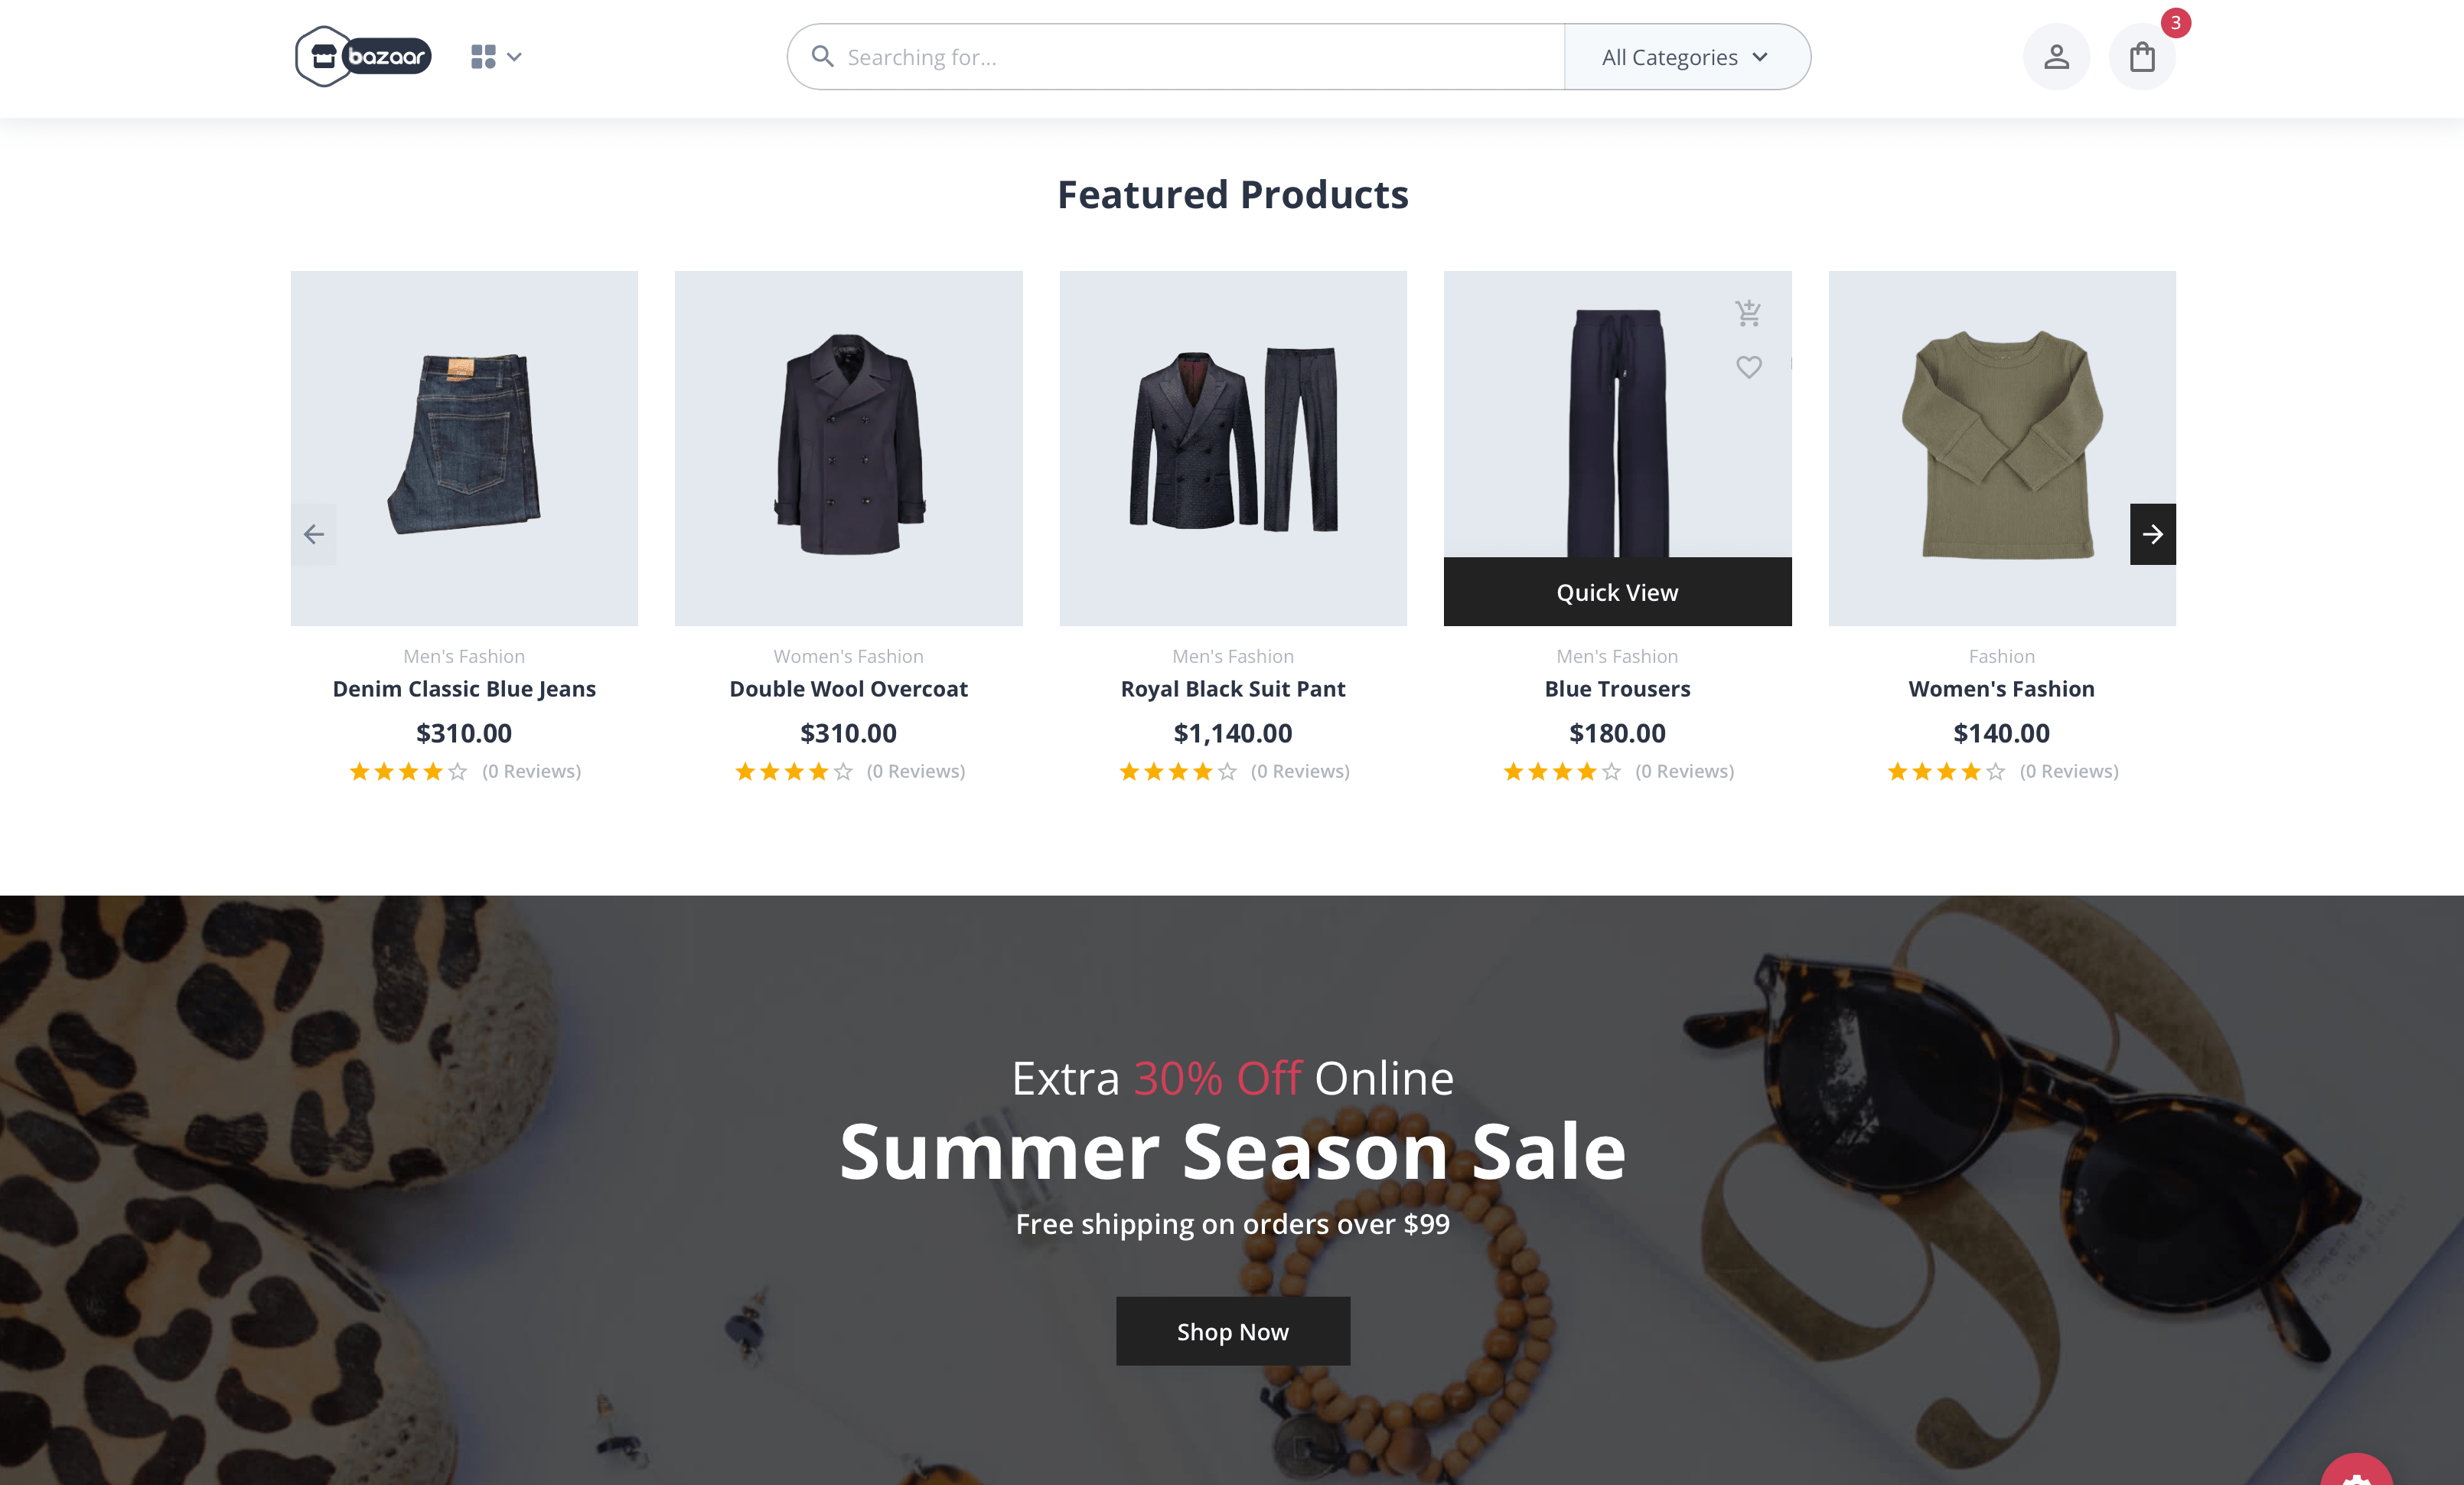 bazaar
Searching for...
All Categories
3
Featured Products
Quick View
Men's Fashion
Denim Classic Blue Jeans
$310.00
(0 Reviews)
Women's Fashion
Double Wool Overcoat
$310.00
(0 Reviews)
Men's Fashion
Royal Black Suit Pant
$1,140.00
(0 Reviews)
Men's Fashion
Blue Trousers
$180.00
(0 Reviews)
Fashion
Women's Fashion
$140.00
(0 Reviews)
Extra 30% Off Online
Summer Season Sale
Free shipping on orders over $99
Shop Now